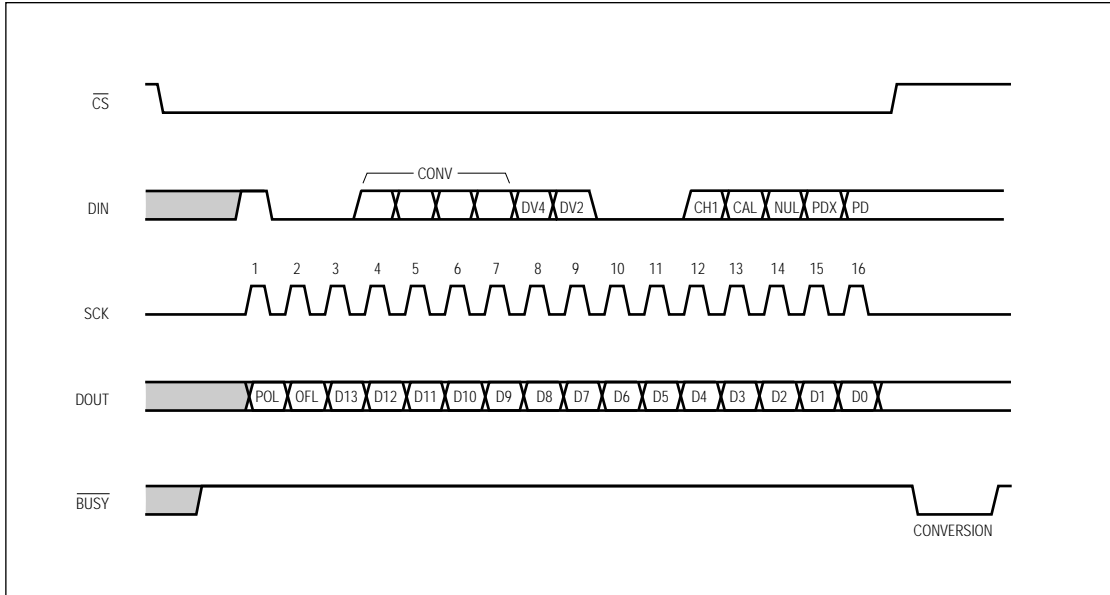 CS
CONV
DIN
DV4 DV2 CH1 CAL NUL PDX PD
1 2 3 4 5 6 7 8 9 10 11 12 13 14 15 16
SCK
DOUT
POL OFL D13 D12 D11 D10 D9 D8 D7 D6 D5 D4 D3 D2 D1 D0
BUSY
CONVERSION